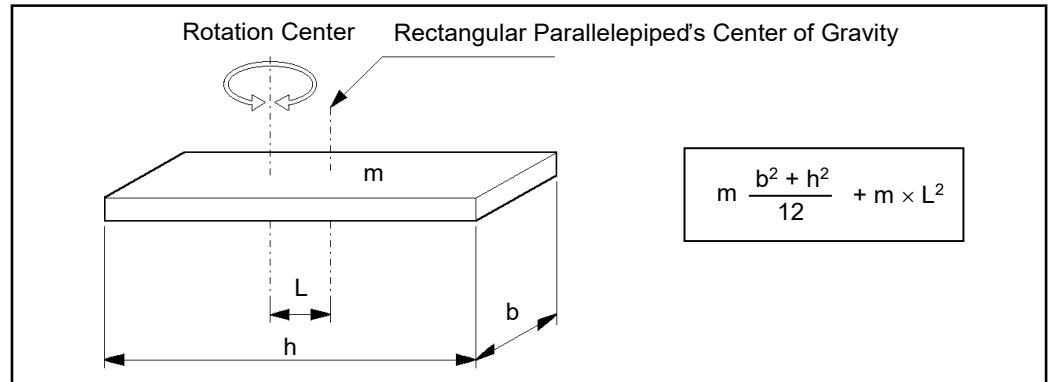 Rotation Center
Rectangular Parallelepiped's Center of Gravity
m
m b² + h² / 12 + m × L²
L
b
h